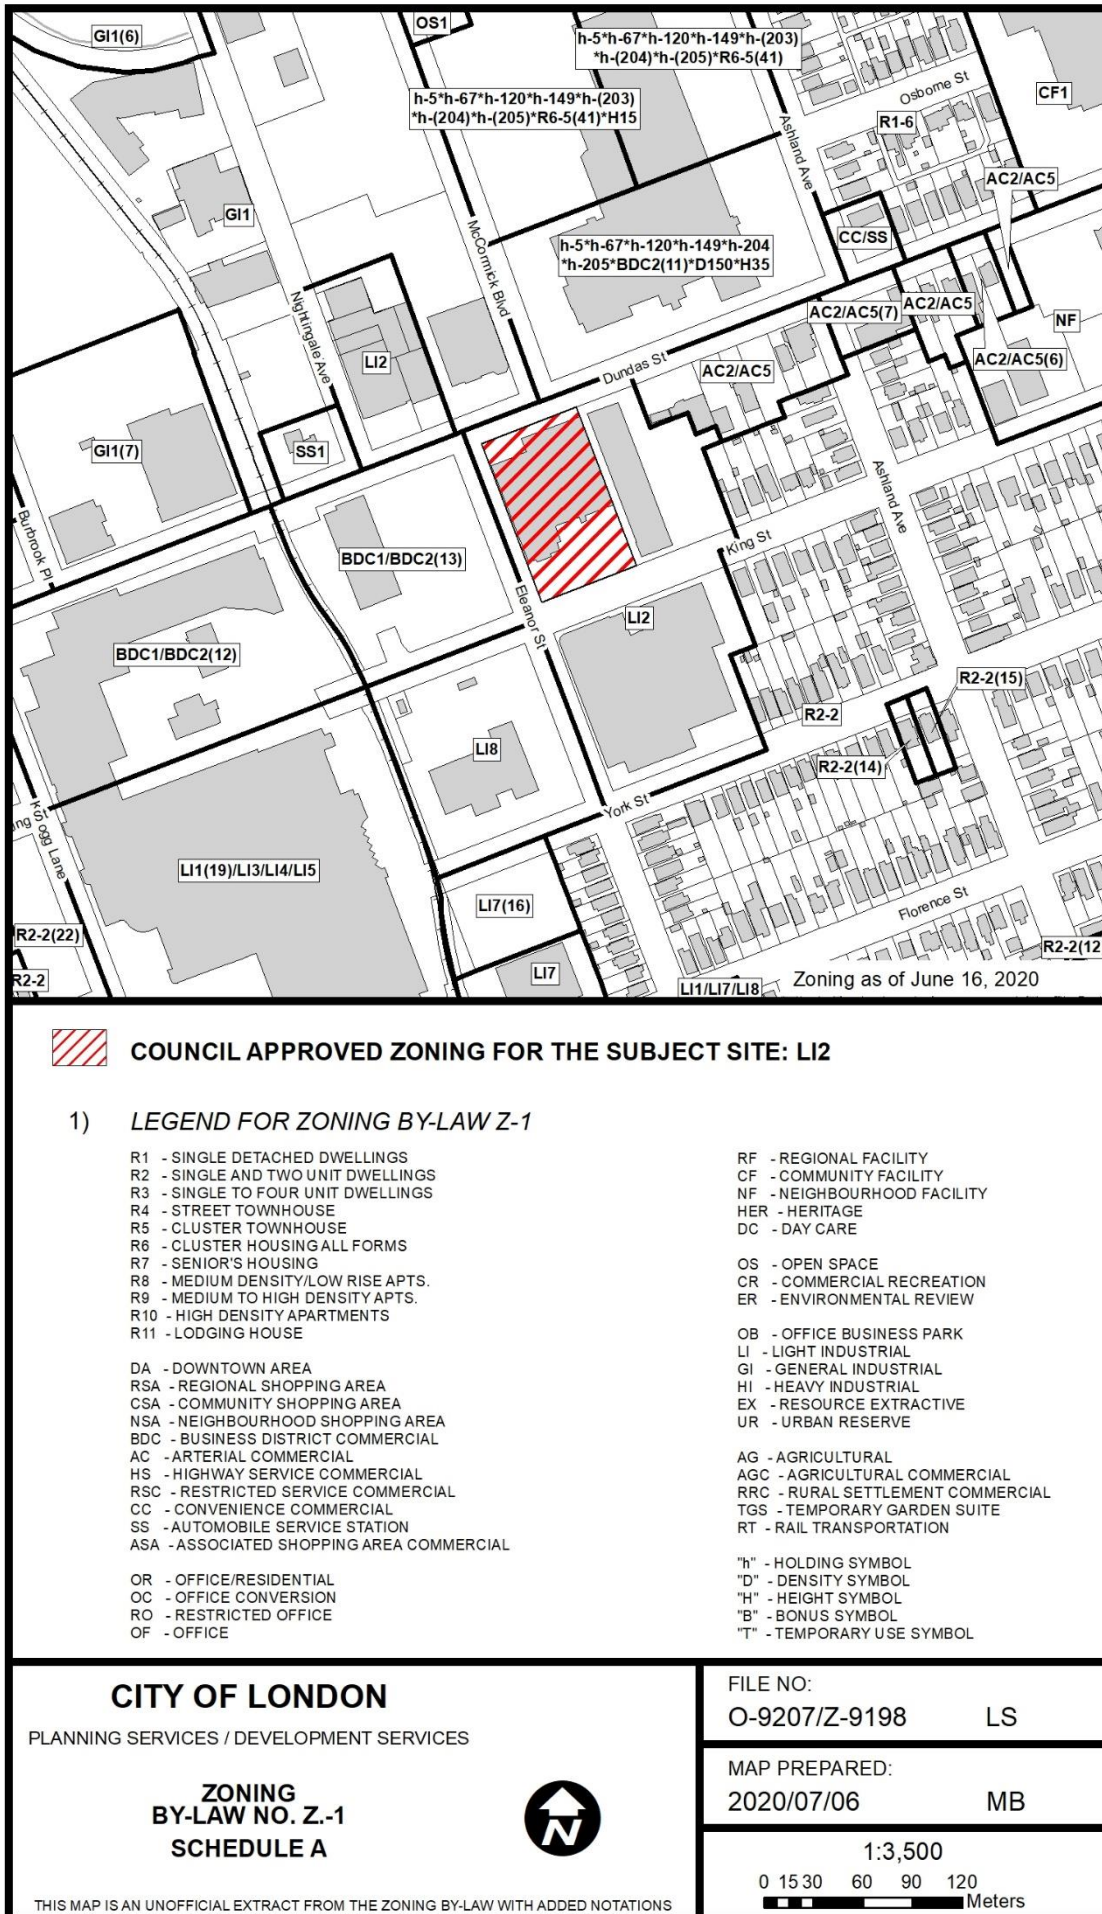 GI1(6)
OS1
h-5*h-67*h-120*h-149*h-(203)
*h-(204)*h-(205)*R6-5(41)
h-5*h-67*h-120*h-149*h-(203)
*h-(204)*h-(205)*R6-5(41)*H15
Osborne St
CF1
R1-6
Ashland Ave
AC2/AC5
GI1
CC/SS
McCormick Blvd
h-5*h-67*h-120*h-149*h-204
*h-205*BDC2(11)*D150*H35
Nightingale Ave
AC2/AC5(7)
AC2/AC5
NF
LI2
Dundas St
AC2/AC5
AC2/AC5(6)
GI1(7)
SS1
Ashland Ave
Burbrook Pl
King St
BDC1/BDC2(13)
Eleanor St
LI2
BDC1/BDC2(12)
R2-2(15)
R2-2
LI8
R2-2(14)
York St
Kellogg Lane
LI1(19)/LI3/LI4/LI5
LI7(16)
Florence St
R2-2(22)
R2-2(12
R2-2
LI7
LI1/LI7/LI8
Zoning as of June 16, 2020
COUNCIL APPROVED ZONING FOR THE SUBJECT SITE: LI2
1) LEGEND FOR ZONING BY-LAW Z-1
R1 - SINGLE DETACHED DWELLINGS
R2 - SINGLE AND TWO UNIT DWELLINGS
R3 - SINGLE TO FOUR UNIT DWELLINGS
R4 - STREET TOWNHOUSE
R5 - CLUSTER TOWNHOUSE
R6 - CLUSTER HOUSING ALL FORMS
R7 - SENIOR'S HOUSING
R8 - MEDIUM DENSITY/LOW RISE APTS.
R9 - MEDIUM TO HIGH DENSITY APTS.
R10 - HIGH DENSITY APARTMENTS
R11 - LODGING HOUSE
DA - DOWNTOWN AREA
RSA - REGIONAL SHOPPING AREA
CSA - COMMUNITY SHOPPING AREA
NSA - NEIGHBOURHOOD SHOPPING AREA
BDC - BUSINESS DISTRICT COMMERCIAL
AC - ARTERIAL COMMERCIAL
HS - HIGHWAY SERVICE COMMERCIAL
RSC - RESTRICTED SERVICE COMMERCIAL
CC - CONVENIENCE COMMERCIAL
SS - AUTOMOBILE SERVICE STATION
ASA - ASSOCIATED SHOPPING AREA COMMERCIAL
OR - OFFICE/RESIDENTIAL
OC - OFFICE CONVERSION
RO - RESTRICTED OFFICE
OF - OFFICE
RF - REGIONAL FACILITY
CF - COMMUNITY FACILITY
NF - NEIGHBOURHOOD FACILITY
HER - HERITAGE
DC - DAY CARE
OS - OPEN SPACE
CR - COMMERCIAL RECREATION
ER - ENVIRONMENTAL REVIEW
OB - OFFICE BUSINESS PARK
LI - LIGHT INDUSTRIAL
GI - GENERAL INDUSTRIAL
HI - HEAVY INDUSTRIAL
EX - RESOURCE EXTRACTIVE
UR - URBAN RESERVE
AG - AGRICULTURAL
AGC - AGRICULTURAL COMMERCIAL
RRC - RURAL SETTLEMENT COMMERCIAL
TGS - TEMPORARY GARDEN SUITE
RT - RAIL TRANSPORTATION
"h" - HOLDING SYMBOL
"D" - DENSITY SYMBOL
"H" - HEIGHT SYMBOL
"B" - BONUS SYMBOL
"T" - TEMPORARY USE SYMBOL
CITY OF LONDON
PLANNING SERVICES / DEVELOPMENT SERVICES
ZONING
BY-LAW NO. Z.-1
SCHEDULE A
N
THIS MAP IS AN UNOFFICIAL EXTRACT FROM THE ZONING BY-LAW WITH ADDED NOTATIONS
FILE NO:
O-9207/Z-9198 LS
MAP PREPARED:
2020/07/06 MB
1:3,500
0 15 30 60 90 120
Meters